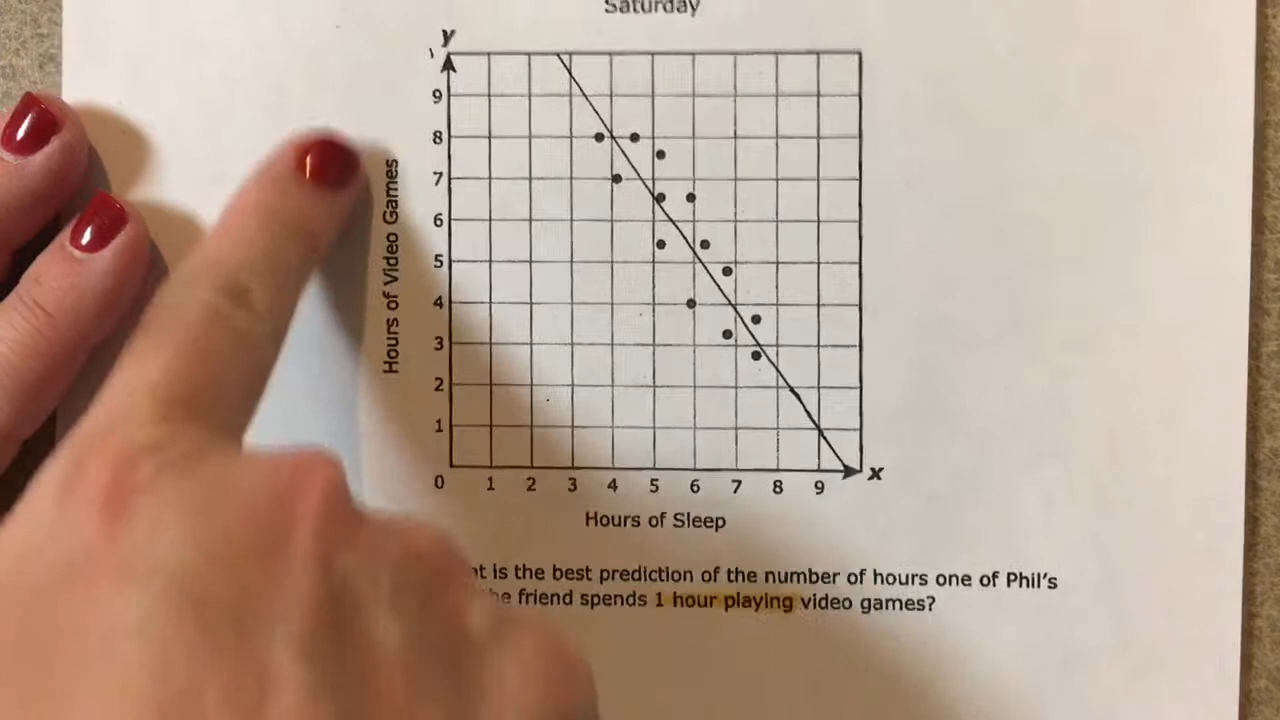 Saturday
y
9
8
7
6
5
4
3
2
1
0 1 2 3 4 5 6 7 8 9
x
Hours of Video Games
Hours of Sleep
is the best prediction of the number of hours one of Phil's
friend spends 1 hour playing video games?